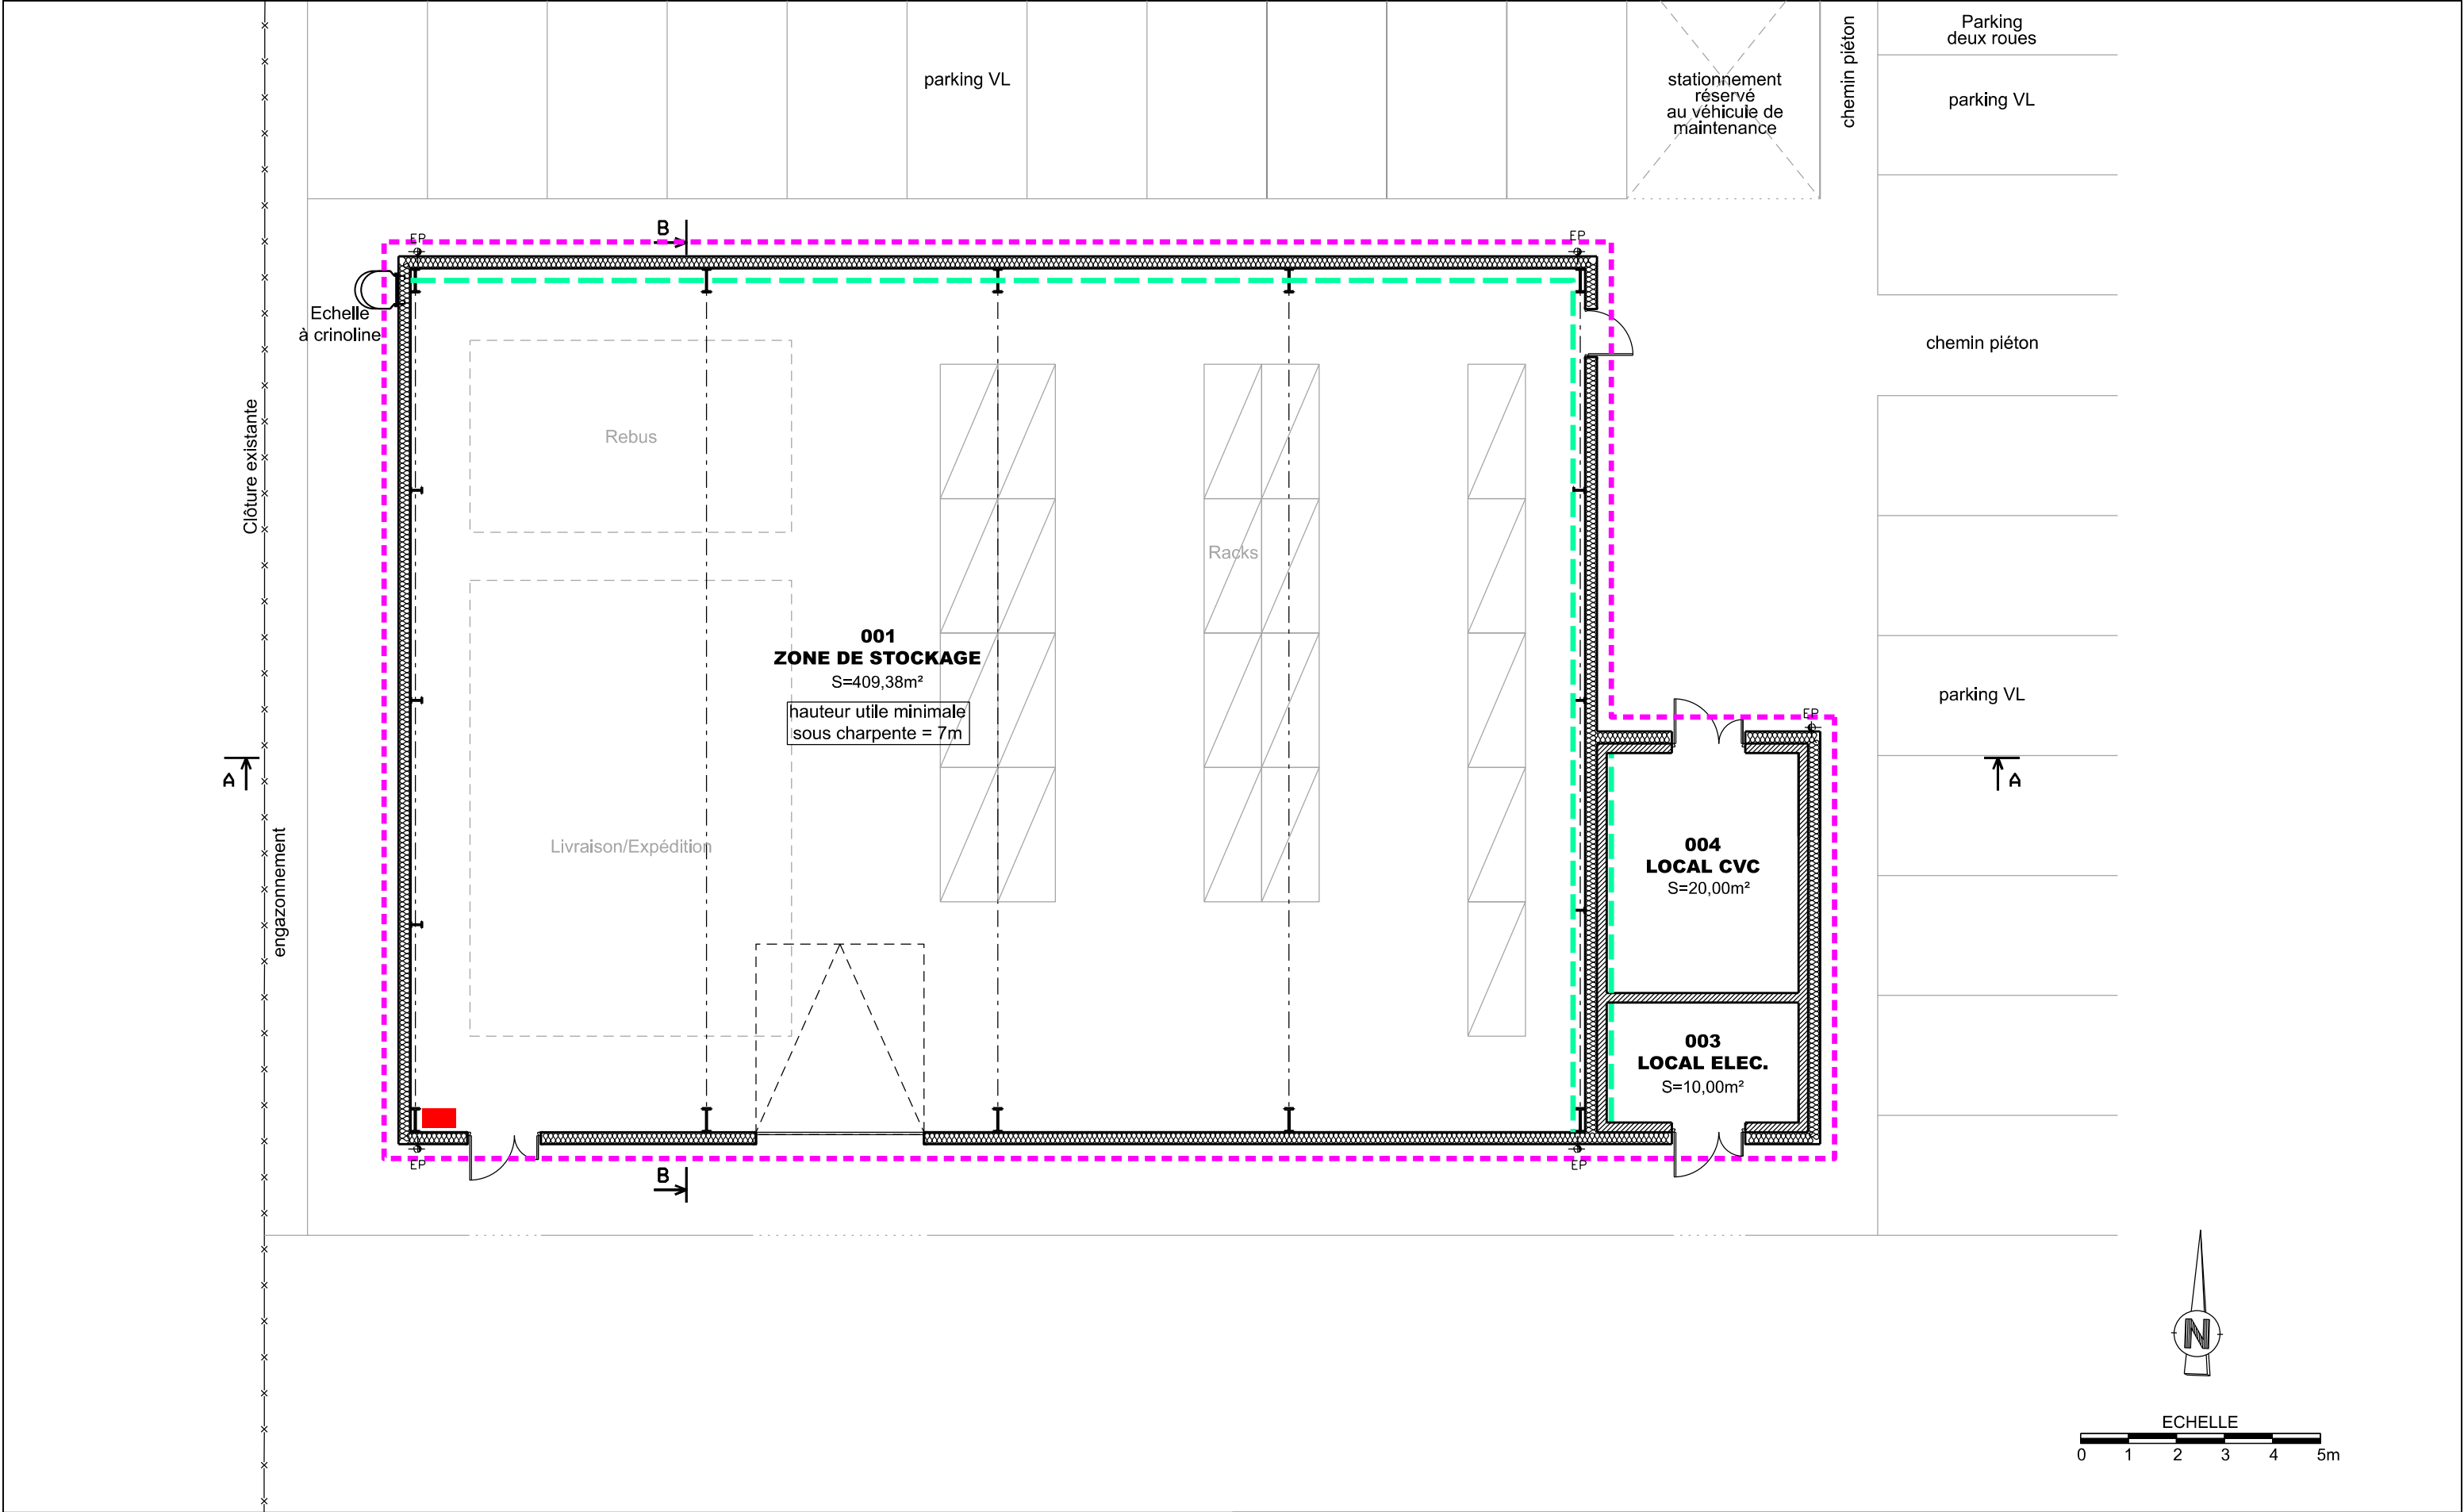 Parking
deux roues
parking VL
stationnement
réservé
au véhicule de
maintenance
chemin piéton
parking VL
B
EP
EP
Echelle
à crinoline
chemin piéton
Clôture existante
Rebus
Racks
001
ZONE DE STOCKAGE
S=409,38m²
hauteur utile minimale
sous charpente = 7m
parking VL
EP
A
A
engazonnement
Livraison/Expédition
004
LOCAL CVC
S=20,00m²
003
LOCAL ELEC.
S=10,00m²
EP
EP
B
N
ECHELLE
0 1 2 3 4 5m